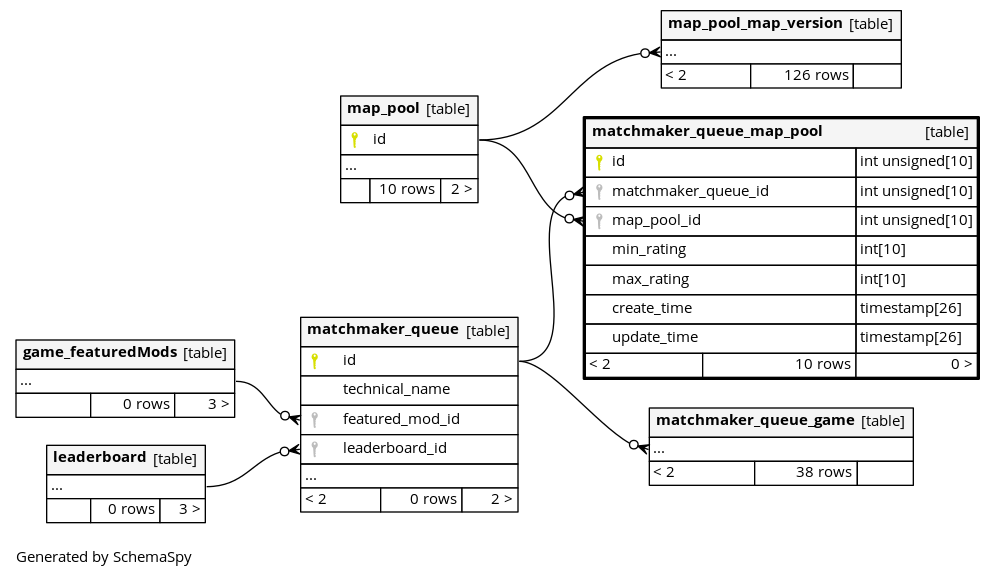 map_pool_map_version [table]
...
< 2 126 rows
map_pool [table]
id
...
10 rows 2 >
matchmaker_queue_map_pool [table]
id int unsigned[10]
matchmaker_queue_id int unsigned[10]
map_pool_id int unsigned[10]
min_rating int[10]
max_rating int[10]
create_time timestamp[26]
update_time timestamp[26]
< 2 10 rows 0 >
matchmaker_queue [table]
id
technical_name
featured_mod_id
leaderboard_id
...
< 2 0 rows 2 >
game_featuredMods [table]
...
0 rows 3 >
leaderboard [table]
...
0 rows 3 >
matchmaker_queue_game [table]
...
< 2 38 rows
Generated by SchemaSpy